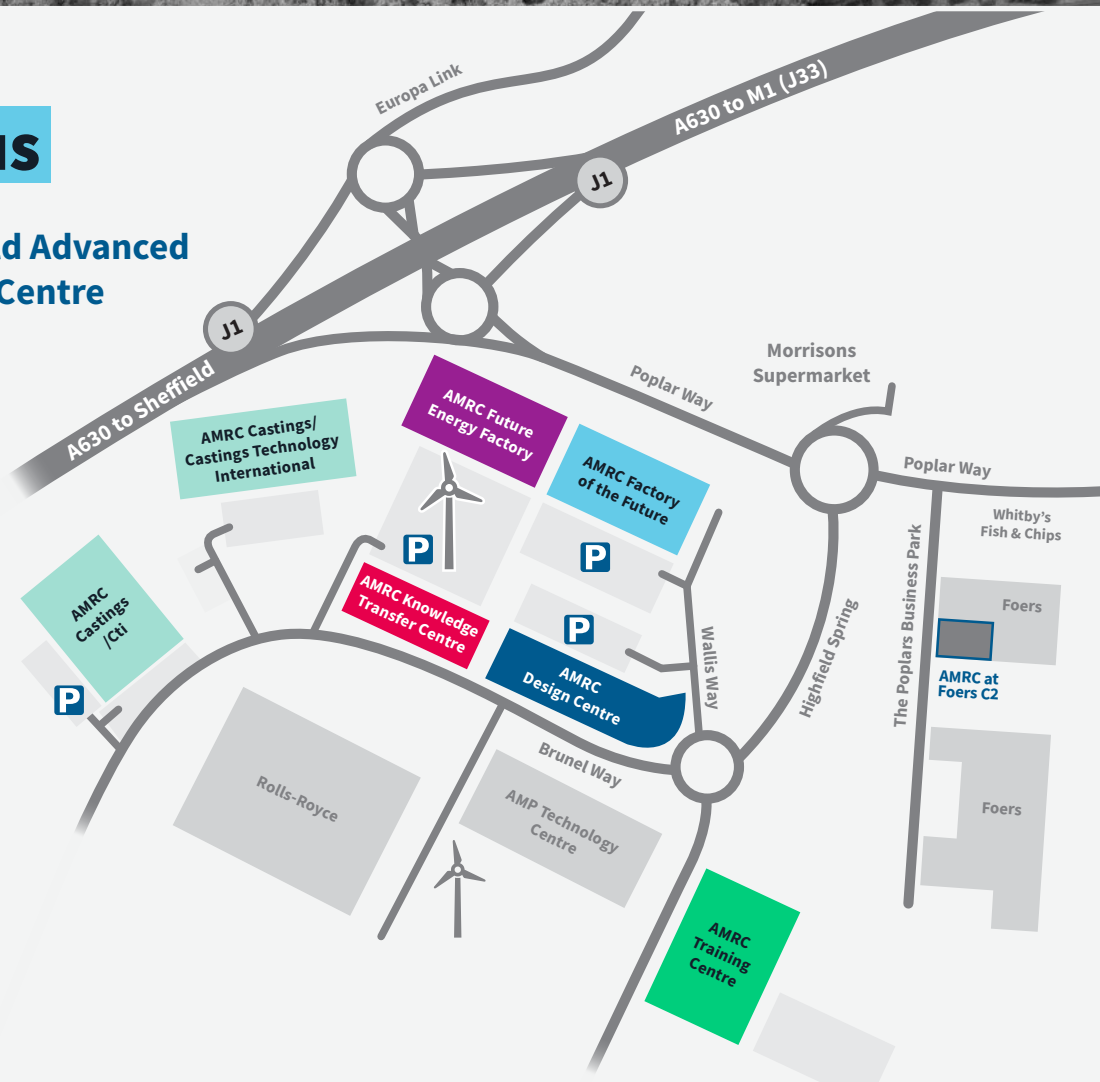 Europa Link
A630 to M1 (J33)
J1
d Advanced
Centre
J1
A630 to Sheffield
Morrisons
Supermarket
Poplar Way
Poplar Way
AMRC Future
Energy Factory
AMRC Castings/
Castings Technology
International
AMRC Factory
of the Future
Whitby's
Fish & Chips
P
P
AMRC
Castings
/Cti
AMRC Knowledge
Transfer Centre
P
Foers
The Poplars Business Park
Highfield Spring
Wallis Way
AMRC at
Foers C2
AMRC
Design Centre
P
Brunel Way
Rolls-Royce
AMP Technology
Centre
Foers
AMRC
Training
Centre